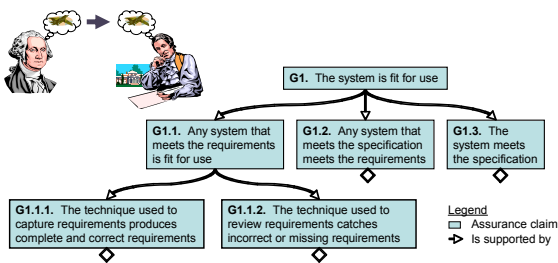 G1. The system is fit for use
G1.1. Any system that
meets the requirements
is fit for use
G1.2. Any system that
meets the specification
meets the requirements
G1.3. The
system meets
the specification
G1.1.1. The technique used to
capture requirements produces
complete and correct requirements
G1.1.2. The technique used to
review requirements catches
incorrect or missing requirements
Legend
Assurance claim
Is supported by